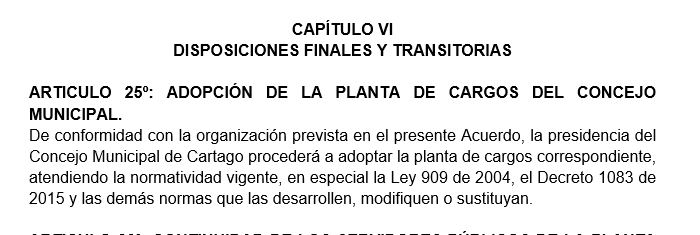 CAPÍTULO VI
DISPOSICIONES FINALES Y TRANSITORIAS
ARTICULO 25º: ADOPCIÓN DE LA PLANTA DE CARGOS DEL CONCEJO
MUNICIPAL.
De conformidad con la organización prevista en el presente Acuerdo, la presidencia del
Concejo Municipal de Cartago procederá a adoptar la planta de cargos correspondiente,
atendiendo la normatividad vigente, en especial la Ley 909 de 2004, el Decreto 1083 de
2015 y las demás normas que las desarrollen, modifiquen o sustituyan.